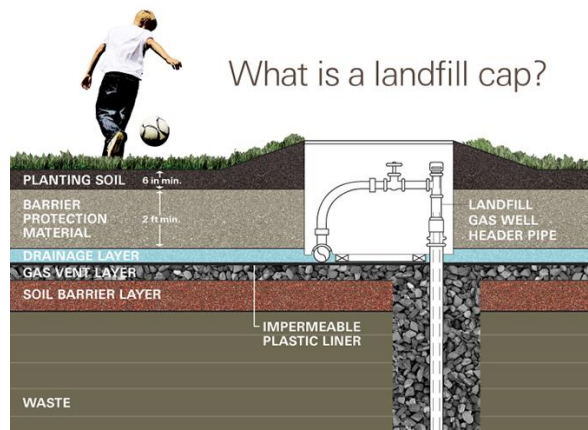 What is a landfill cap?
PLANTING SOIL
6 in min.
BARRIER
PROTECTION
MATERIAL
2 ft min.
LANDFILL
GAS WELL
HEADER PIPE
DRAINAGE LAYER
GAS VENT LAYER
SOIL BARRIER LAYER
IMPERMEABLE
PLASTIC LINER
WASTE